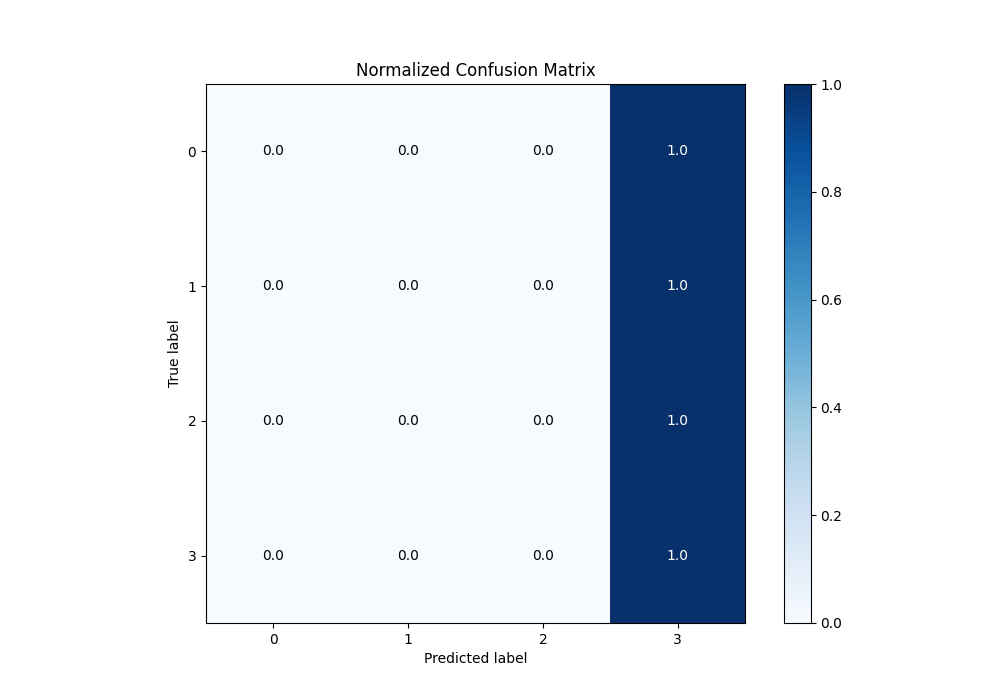 Normalized Confusion Matrix
1.0
0 0.0 0.0 0.0 1.0
0.8
1 0.0 0.0 0.0 1.0
0.6
True label
0.4
2 0.0 0.0 0.0 1.0
0.2
3 0.0 0.0 0.0 1.0
0.0
0 1 2 3
Predicted label